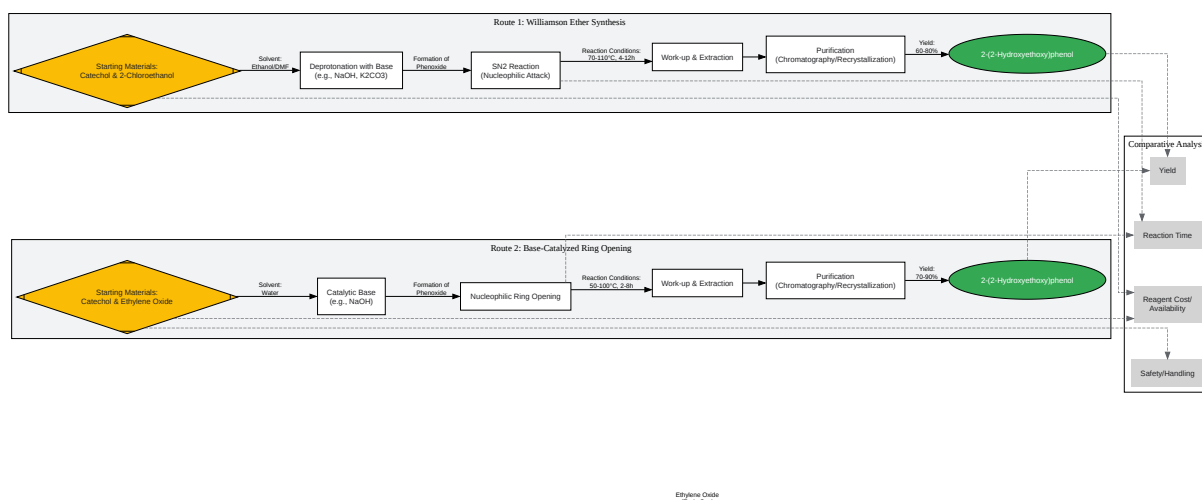 Route 1: Williamson Ether Synthesis
Starting Materials:
Catechol & 2-Chloroethanol
Solvent:
Ethanol/DMF
Deprotonation with Base
(e.g., NaOH, K2CO3)
Formation of
Phenoxide
SN2 Reaction
(Nucleophilic Attack)
Reaction Conditions:
70-110°C, 4-12h
Work-up & Extraction
Purification
(Chromatography/Recrystallization)
Yield:
60-80%
2-(2-Hydroxyethoxy)phenol
Comparative Analys
Yield
Reaction Time
Reagent Cost/
Availability
Safety/Handling
Route 2: Base-Catalyzed Ring Opening
Starting Materials:
Catechol & Ethylene Oxide
Solvent:
Water
Catalytic Base
(e.g., NaOH)
Formation of
Phenoxide
Nucleophilic Ring Opening
Reaction Conditions:
50-100°C, 2-8h
Work-up & Extraction
Purification
(Chromatography/Recrystallization)
Yield:
70-90%
2-(2-Hydroxyethoxy)phenol
Ethylene Oxide